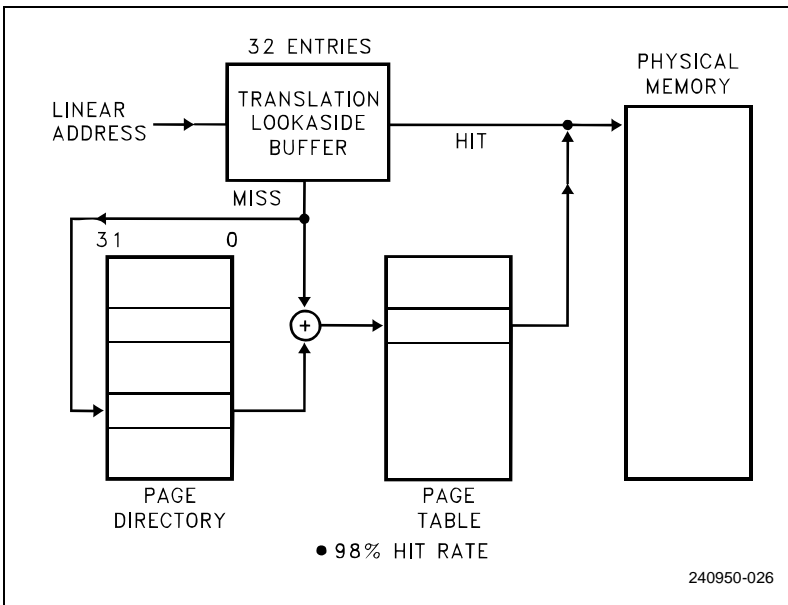 32 ENTRIES
TRANSLATION
LOOKASIDE
BUFFER
LINEAR
ADDRESS
HIT
MISS
PHYSICAL
MEMORY
31 0
PAGE
DIRECTORY
+
PAGE
TABLE
● 98% HIT RATE
240950-026